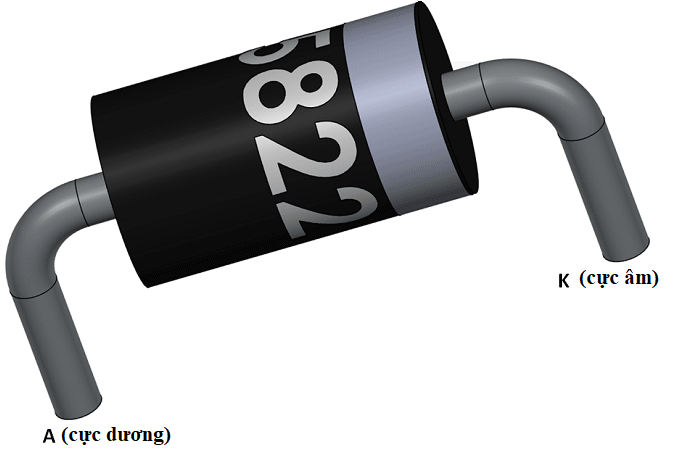 5822
K (cực âm)
A (cực dương)